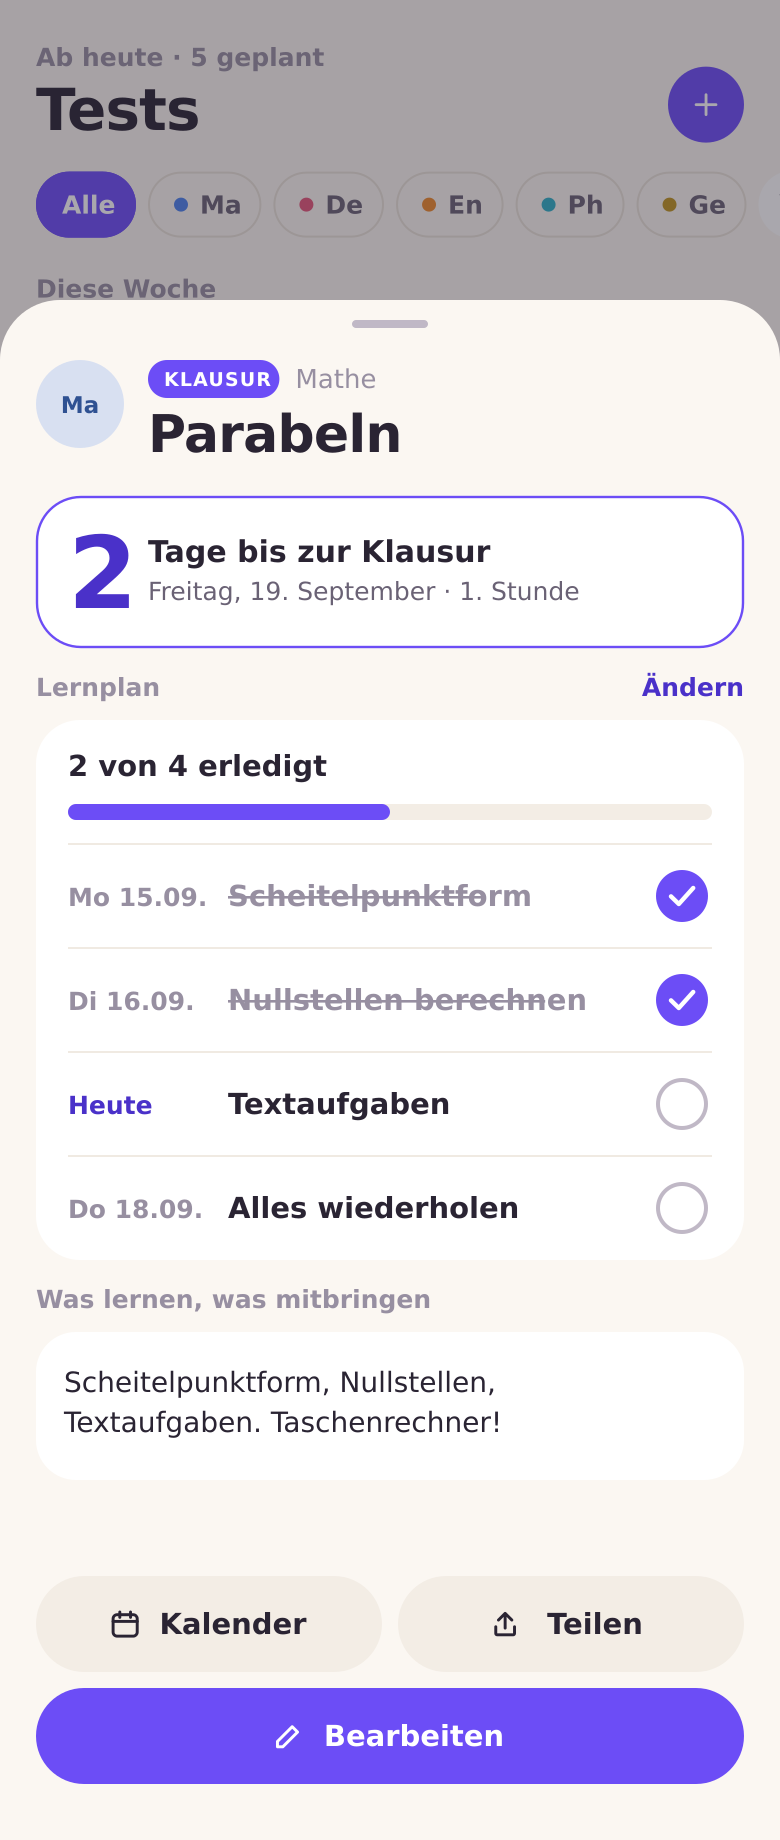 Ab heute · 5 geplant
Tests
Alle Ma De En Ph Ge
Diese Woche
Ma
KLAUSUR Mathe
Parabeln
2 Tage bis zur Klausur
Freitag, 19. September · 1. Stunde
Lernplan Ändern
2 von 4 erledigt
Mo 15.09. Scheitelpunktform
Di 16.09. Nullstellen berechnen
Heute Textaufgaben
Do 18.09. Alles wiederholen
Was lernen, was mitbringen
Scheitelpunktform, Nullstellen,
Textaufgaben. Taschenrechner!
Kalender Teilen
Bearbeiten